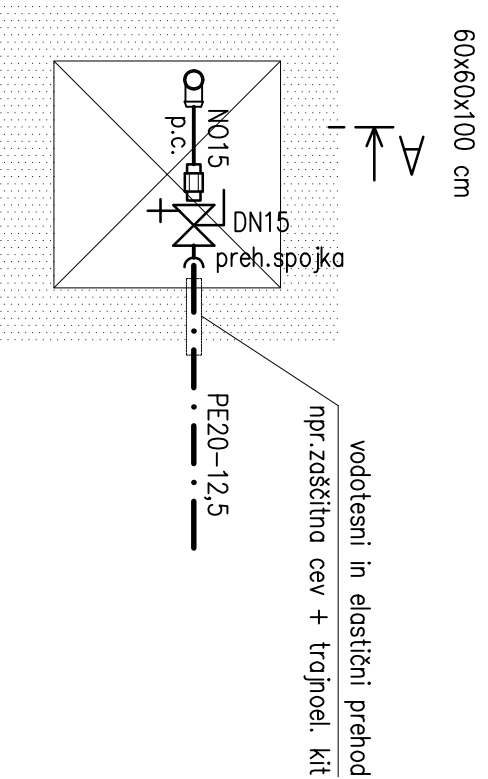 60x60x100 cm
A
NO15
p.c.
DN15
preh.spojka
PE20-12,5
vodotesni in elastični prehod
npr.zaščitna cev + trajnoel. kit